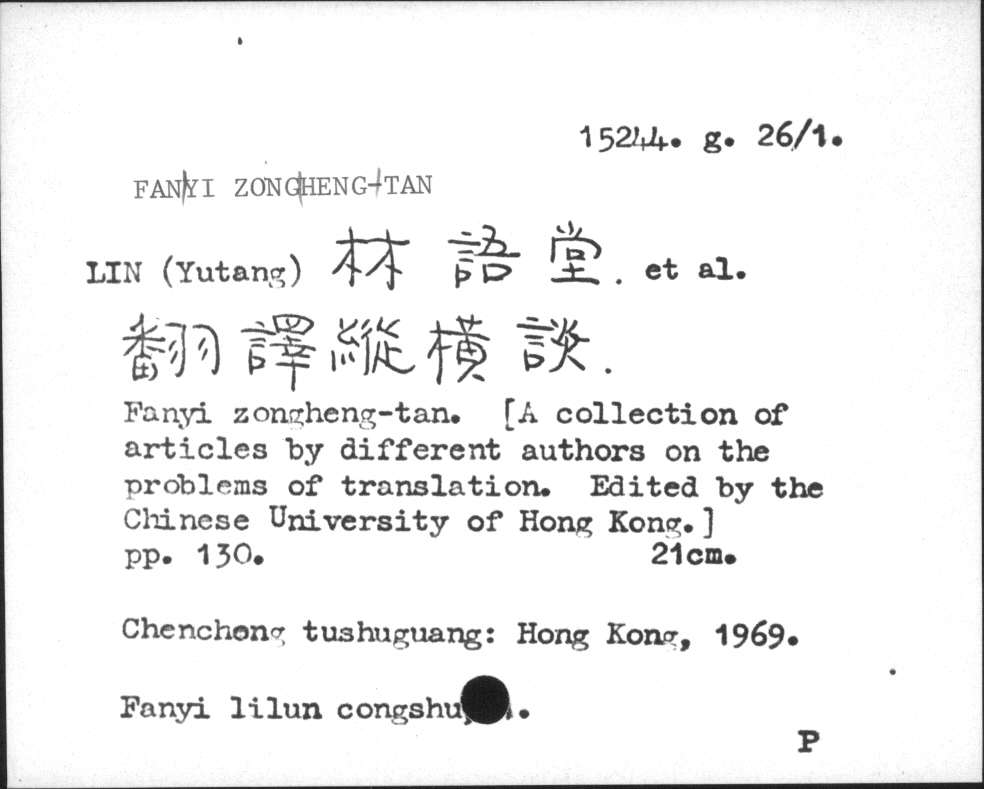 15244. g. 26/1.
FANYI ZONGHENG-TAN
LIN (Yutang) 林語堂. et al.
翻譯縱橫談.
Fanyi zongheng-tan. [A collection of
articles by different authors on the
problems of translation. Edited by the
Chinese University of Hong Kong.]
pp. 130. 21cm.
Chenchong tushuguang: Hong Kong, 1969.
Fanyi lilun congshu,
P